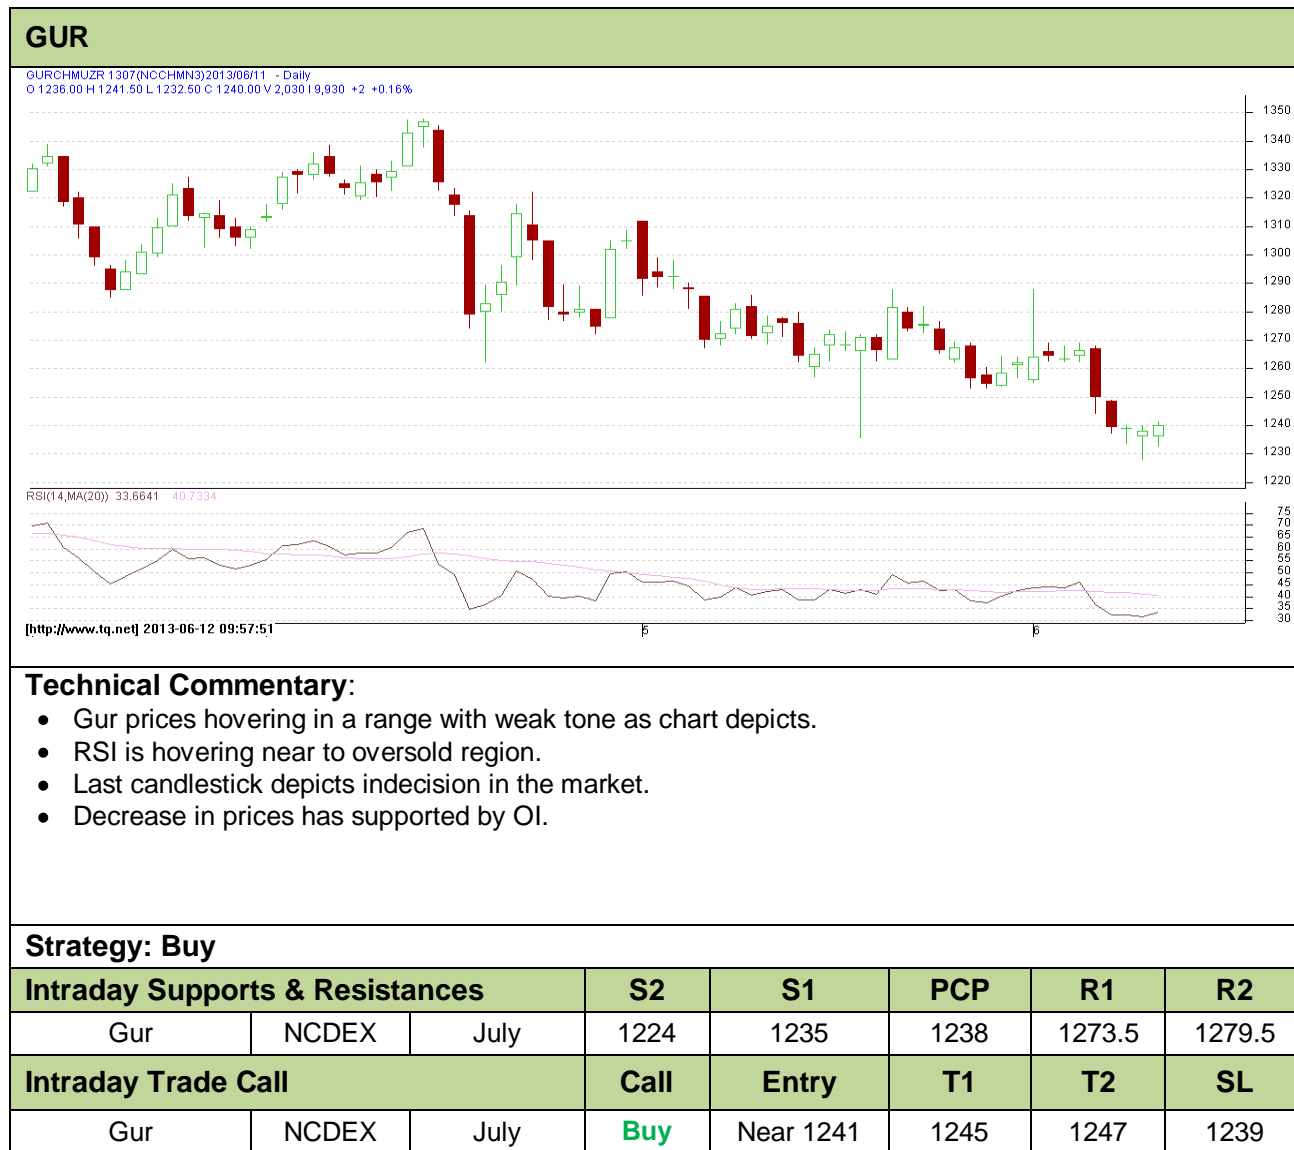 GUR
GURCHMUZR 1307(NCCHMN3)2013/06/11 - Daily
O 1236.00 H 1241.50 L 1232.50 C 1240.00 V 2,030 I 9,930 +2 +0.16%
1350
1340
1330
1320
1310
1300
1290
1280
1270
1260
1250
1240
1230
1220
RSI(14,MA(20)) 33.6641 40.7334
75
70
65
60
55
50
45
40
35
30
[http://www.tq.net] 2013-06-12 09:57:51
5
6
Technical Commentary:
• Gur prices hovering in a range with weak tone as chart depicts.
• RSI is hovering near to oversold region.
• Last candlestick depicts indecision in the market.
• Decrease in prices has supported by OI.
Strategy: Buy
Intraday Supports & Resistances S2 S1 PCP R1 R2
Gur NCDEX July 1224 1235 1238 1273.5 1279.5
Intraday Trade Call Call Entry T1 T2 SL
Gur NCDEX July Buy Near 1241 1245 1247 1239